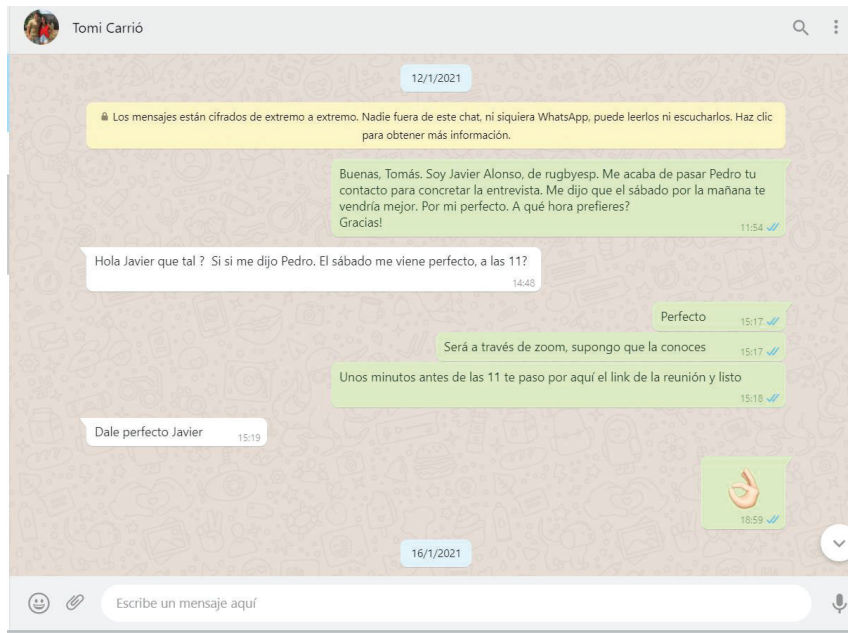 Tomi Carrió
12/1/2021
Los mensajes están cifrados de extremo a extremo. Nadie fuera de este chat, ni siquiera WhatsApp, puede leerlos ni escucharlos. Haz clic
para obtener más información.
Buenas, Tomás. Soy Javier Alonso, de rugbyesp. Me acaba de pasar Pedro tu
contacto para concretar la entrevista. Me dijo que el sábado por la mañana te
vendría mejor. Por mi perfecto. A qué hora prefieres?
Gracias!
11:54
Hola Javier que tal ? Si si me dijo Pedro. El sábado me viene perfecto, a las 11?
14:48
Perfecto 15:17
Será a través de zoom, supongo que la conoces 15:17
Unos minutos antes de las 11 te paso por aquí el link de la reunión y listo
15:18
Dale perfecto Javier 15:19
👌🏻
18:59
16/1/2021
Escribe un mensaje aquí